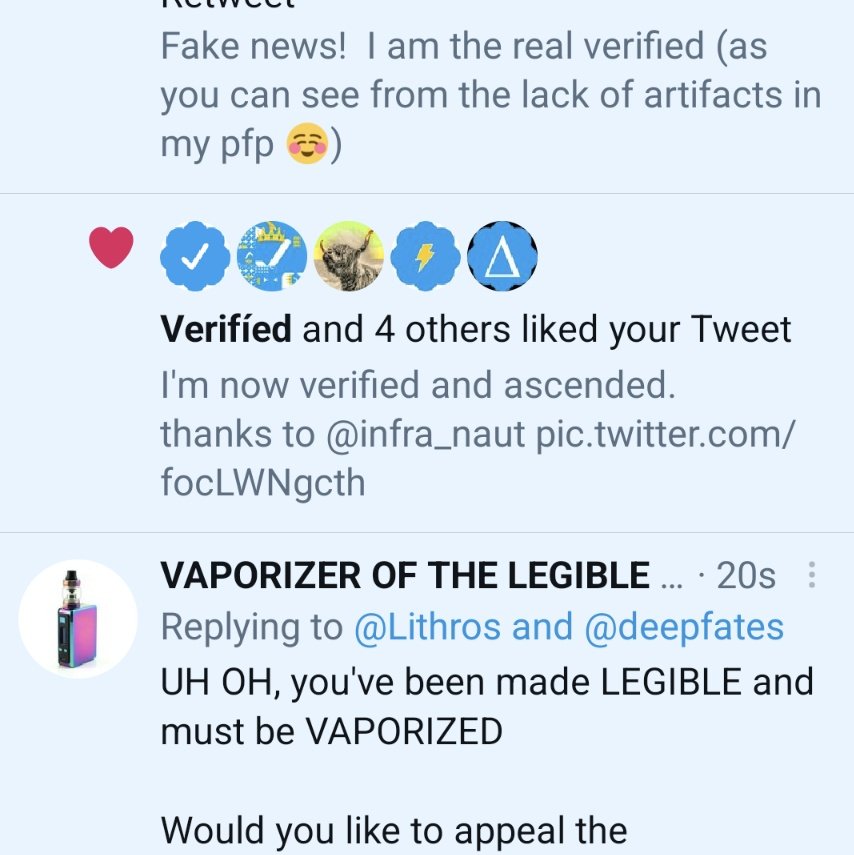 Retweet
Fake news!  I am the real verified (as
you can see from the lack of artifacts in
my pfp ☺️)
Verifíed and 4 others liked your Tweet
I'm now verified and ascended.
thanks to @infra_naut pic.twitter.com/
focLWNgcth
VAPORIZER OF THE LEGIBLE ... · 20s
Replying to @Lithros and @deepfates
UH OH, you've been made LEGIBLE and
must be VAPORIZED
Would you like to appeal the